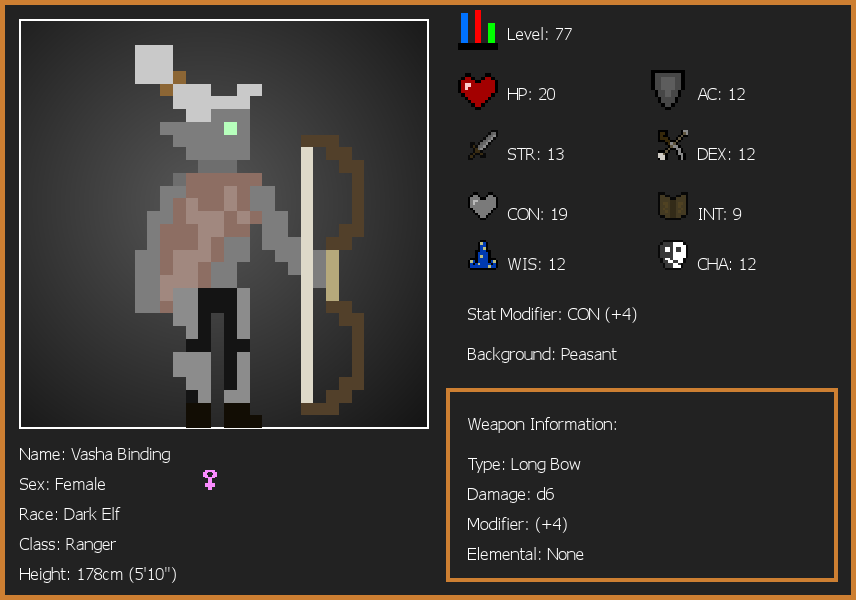 Level: 77
HP: 20
AC: 12
STR: 13
DEX: 12
CON: 19
INT: 9
WIS: 12
CHA: 12
Stat Modifier: CON (+4)
Background: Peasant
Weapon Information:
Type: Long Bow
Damage: d6
Modifier: (+4)
Elemental: None
Name: Vasha Binding
Sex: Female
Race: Dark Elf
Class: Ranger
Height: 178cm (5'10")